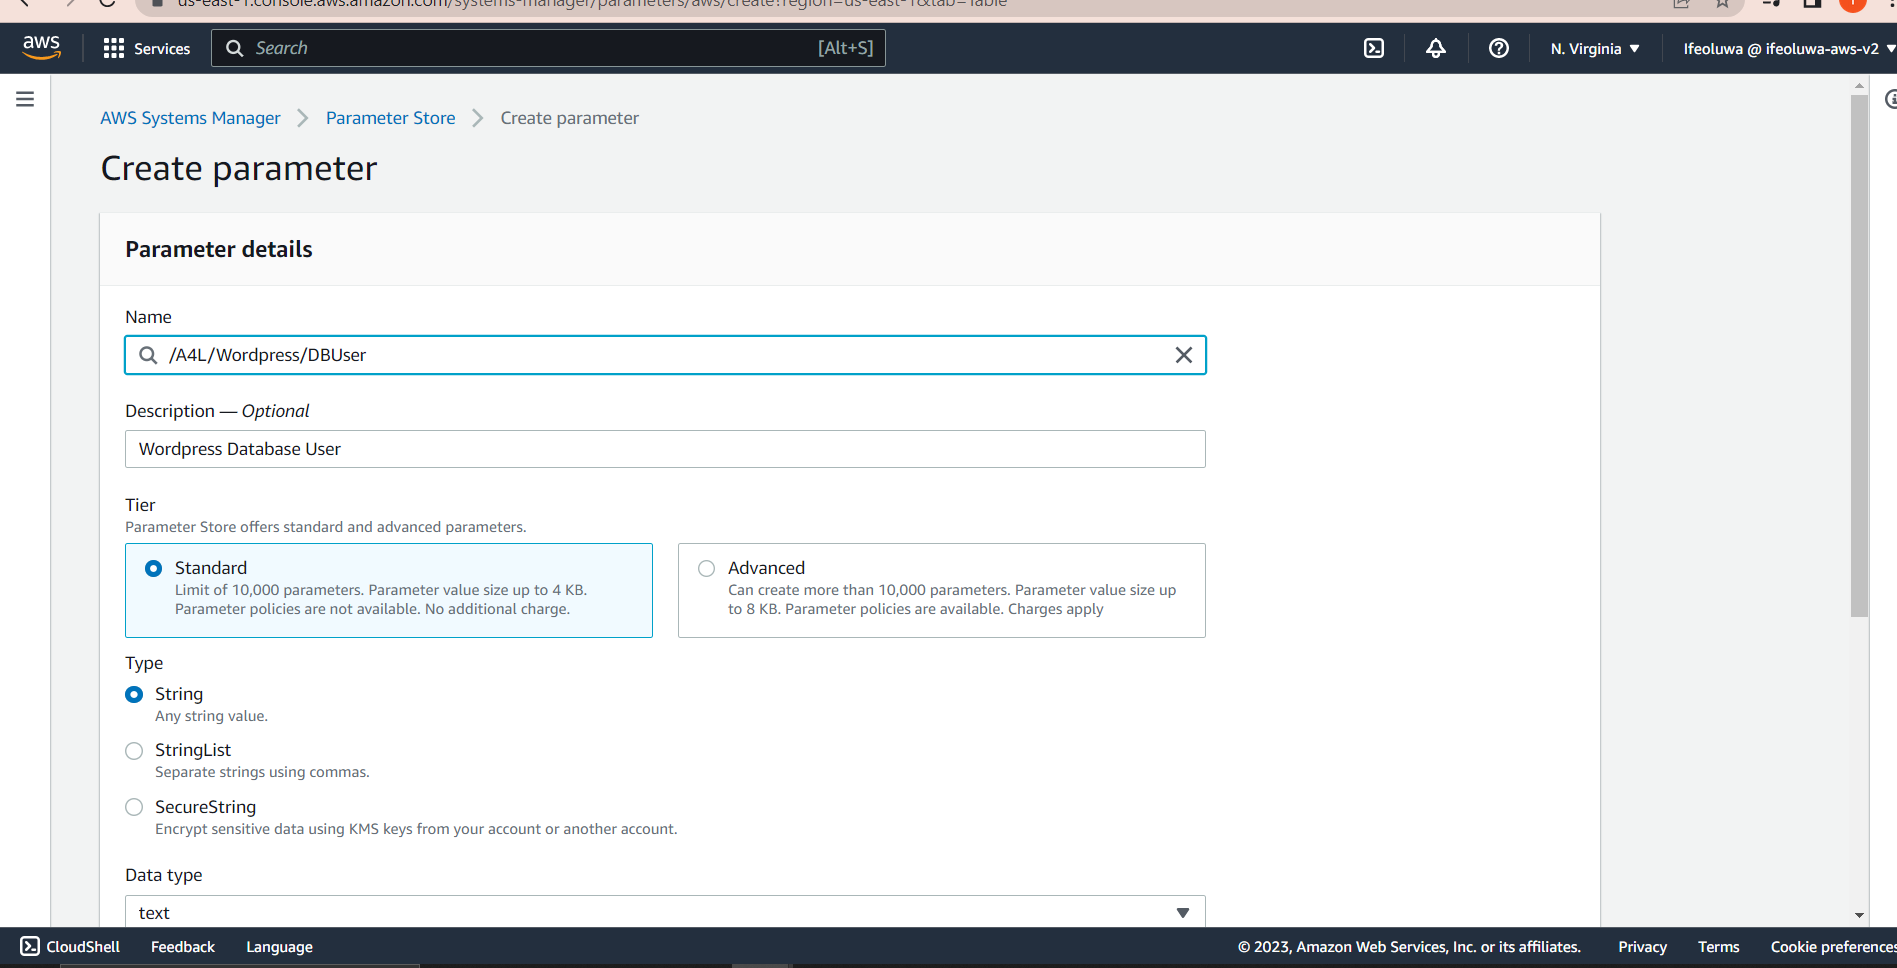 us-east-1.console.aws.amazon.com/systems-manager/parameters/aws/create?region=us-east-1&tab=Table
aws
Services
Search
[Alt+S]
N. Virginia
Ifeoluwa @ ifeoluwa-aws-v2
AWS Systems Manager
Parameter Store
Create parameter
Create parameter
Parameter details
Name
/A4L/Wordpress/DBUser
Description — Optional
Wordpress Database User
Tier
Parameter Store offers standard and advanced parameters.
Standard
Limit of 10,000 parameters. Parameter value size up to 4 KB.
Parameter policies are not available. No additional charge.
Advanced
Can create more than 10,000 parameters. Parameter value size up
to 8 KB. Parameter policies are available. Charges apply
Type
String
Any string value.
StringList
Separate strings using commas.
SecureString
Encrypt sensitive data using KMS keys from your account or another account.
Data type
text
CloudShell
Feedback
Language
© 2023, Amazon Web Services, Inc. or its affiliates.
Privacy
Terms
Cookie preferences